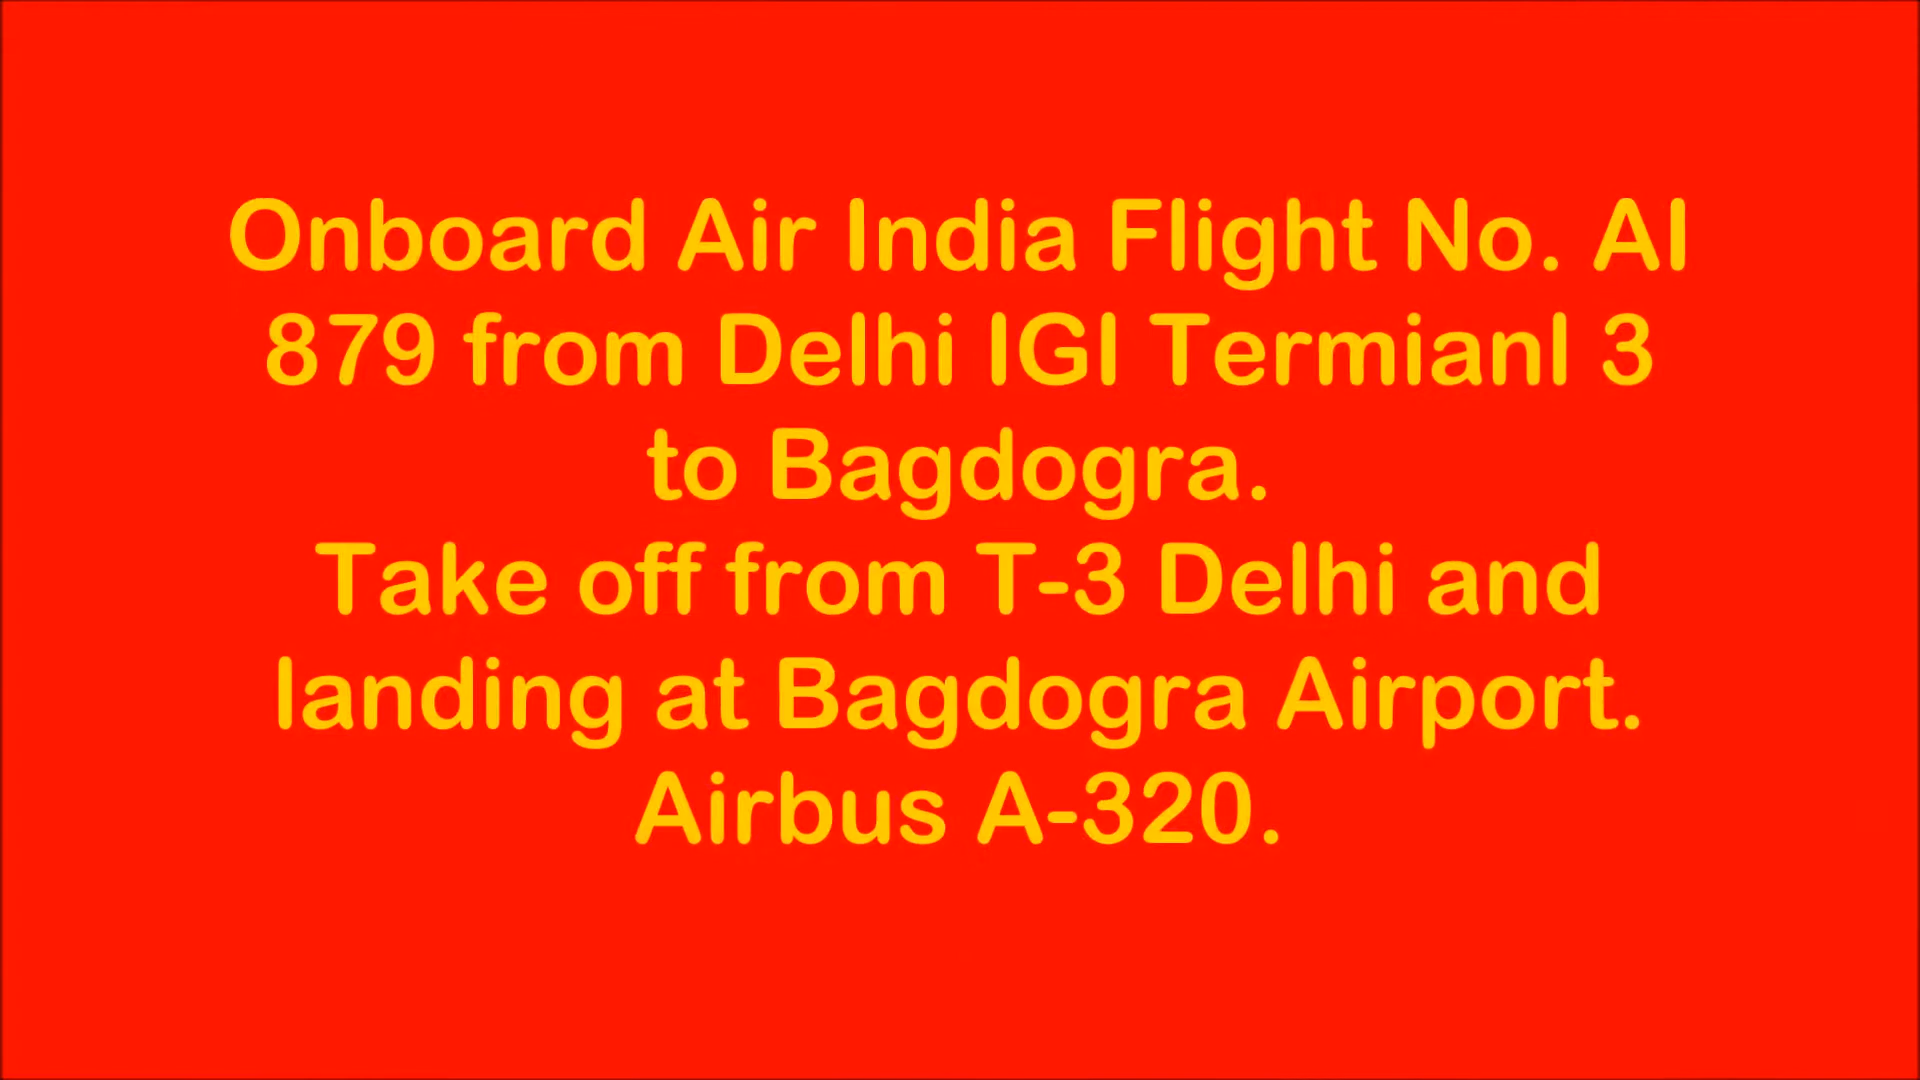 Onboard Air India Flight No. AI
879 from Delhi IGI Termianl 3
to Bagdogra.
Take off from T-3 Delhi and
landing at Bagdogra Airport.
Airbus A-320.